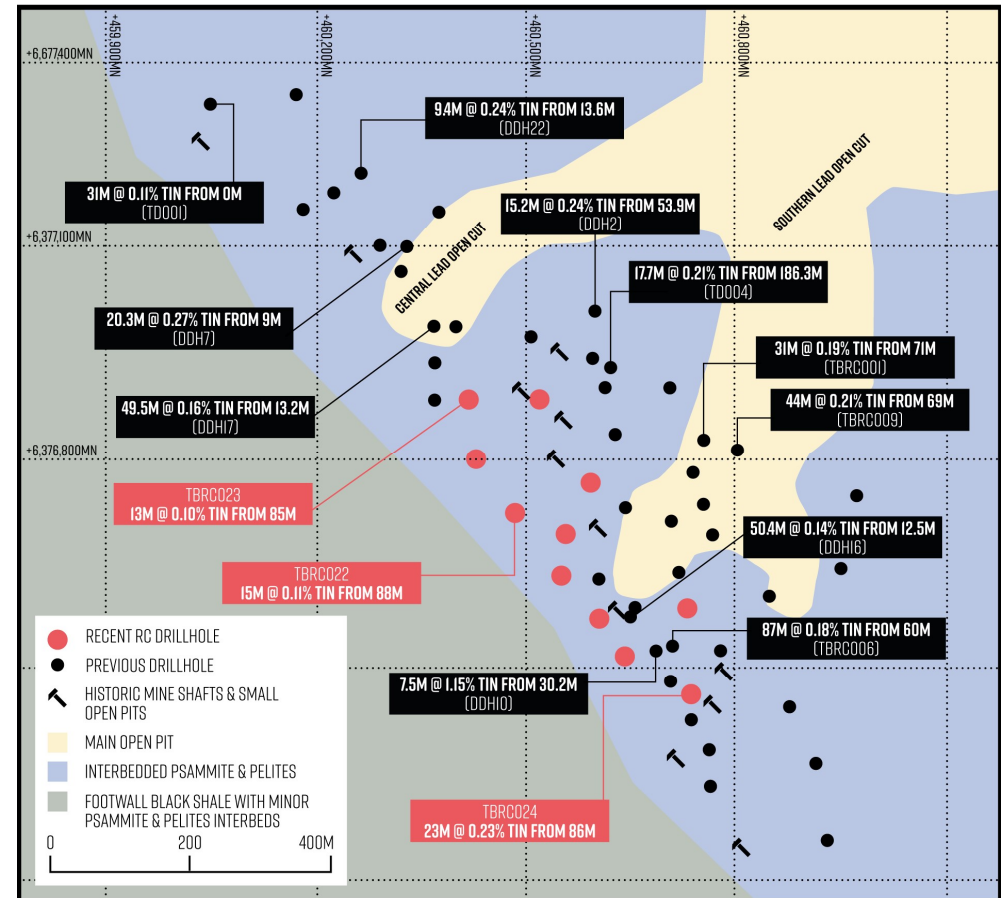 +459,900MN
+460,200MN
+460,500MN
+460,800MN
+6,677,400MN
9.4M @ 0.24% TIN FROM 13.6M
(DDH22)
31M @ 0.11% TIN FROM 0M
(TD001)
SOUTHERN LEAD OPEN CUT
15.2M @ 0.24% TIN FROM 53.9M
(DDH2)
+6,377,100MN
CENTRAL LEAD OPEN CUT
17.7M @ 0.21% TIN FROM 186.3M
(TD004)
20.3M @ 0.27% TIN FROM 9M
(DDH7)
31M @ 0.19% TIN FROM 71M
(TBRC001)
49.5M @ 0.16% TIN FROM 13.2M
(DDH17)
44M @ 0.21% TIN FROM 69M
(TBRC009)
+6,376,800MN
TBRC023
13M @ 0.10% TIN FROM 85M
50.4M @ 0.14% TIN FROM 12.5M
(DDH16)
TBRC022
15M @ 0.11% TIN FROM 88M
87M @ 0.18% TIN FROM 60M
(TBRC006)
7.5M @ 1.15% TIN FROM 30.2M
(DDH10)
TBRC024
23M @ 0.23% TIN FROM 86M
RECENT RC DRILLHOLE
PREVIOUS DRILLHOLE
HISTORIC MINE SHAFTS & SMALL
OPEN PITS
MAIN OPEN PIT
INTERBEDDED PSAMMITE & PELITES
FOOTWALL BLACK SHALE WITH MINOR
PSAMMITE & PELITES INTERBEDS
0 200 400M